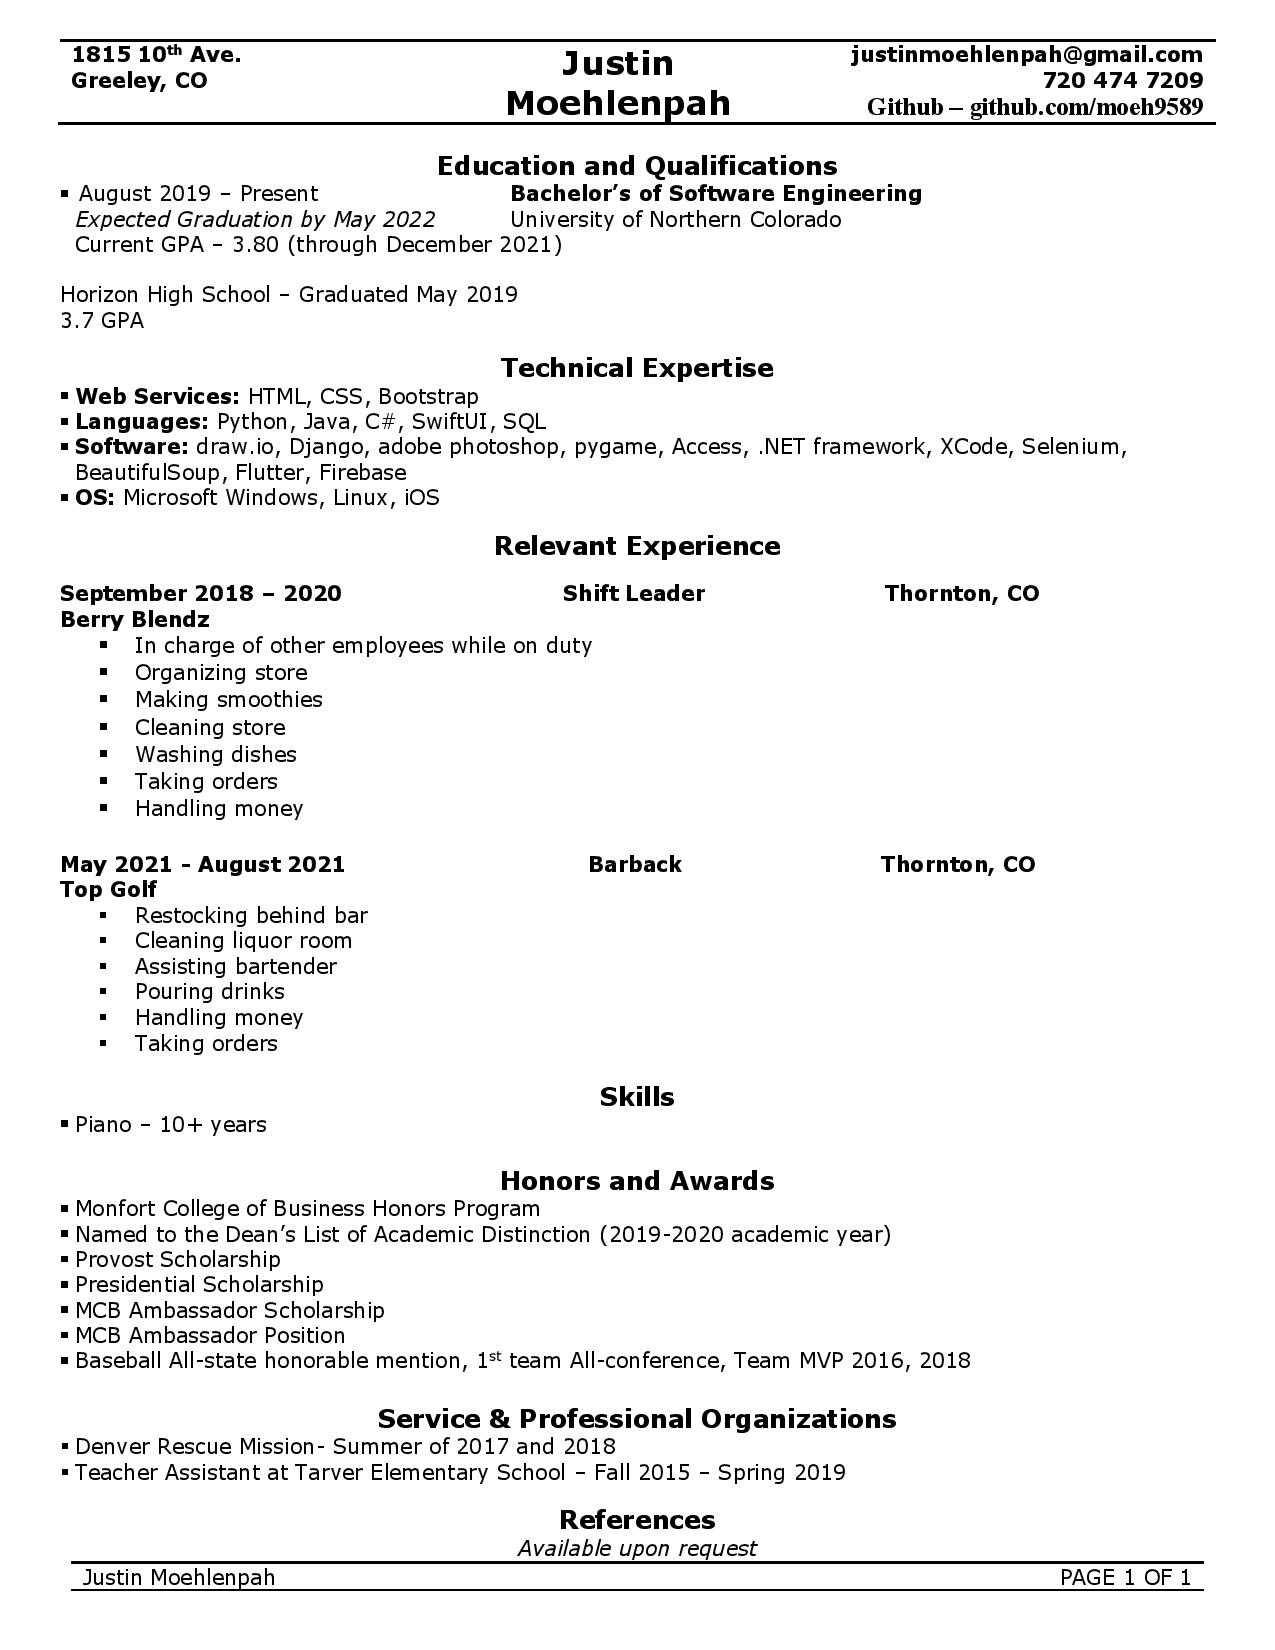 1815 10th Ave.
Greeley, CO
Justin
Moehlenpah
justinmoehlenpah@gmail.com
720 474 7209
Github – github.com/moeh9589
Education and Qualifications
▪ August 2019 – Present Bachelor’s of Software Engineering
Expected Graduation by May 2022 University of Northern Colorado
Current GPA – 3.80 (through December 2021)
Horizon High School – Graduated May 2019
3.7 GPA
Technical Expertise
▪ Web Services: HTML, CSS, Bootstrap
▪ Languages: Python, Java, C#, SwiftUI, SQL
▪ Software: draw.io, Django, adobe photoshop, pygame, Access, .NET framework, XCode, Selenium,
BeautifulSoup, Flutter, Firebase
▪ OS: Microsoft Windows, Linux, iOS
Relevant Experience
September 2018 – 2020 Shift Leader Thornton, CO
Berry Blendz
▪ In charge of other employees while on duty
▪ Organizing store
▪ Making smoothies
▪ Cleaning store
▪ Washing dishes
▪ Taking orders
▪ Handling money
May 2021 - August 2021 Barback Thornton, CO
Top Golf
▪ Restocking behind bar
▪ Cleaning liquor room
▪ Assisting bartender
▪ Pouring drinks
▪ Handling money
▪ Taking orders
Skills
▪ Piano – 10+ years
Honors and Awards
▪ Monfort College of Business Honors Program
▪ Named to the Dean’s List of Academic Distinction (2019-2020 academic year)
▪ Provost Scholarship
▪ Presidential Scholarship
▪ MCB Ambassador Scholarship
▪ MCB Ambassador Position
▪ Baseball All-state honorable mention, 1st team All-conference, Team MVP 2016, 2018
Service & Professional Organizations
▪ Denver Rescue Mission- Summer of 2017 and 2018
▪ Teacher Assistant at Tarver Elementary School – Fall 2015 – Spring 2019
References
Available upon request
Justin Moehlenpah PAGE 1 OF 1